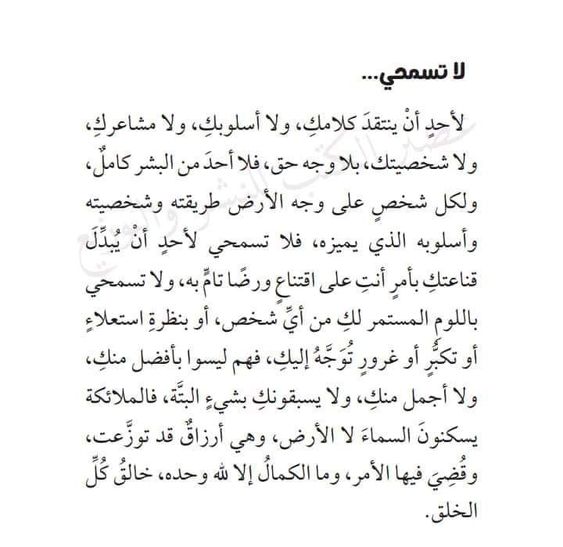 لا تسمحي...
لأحدٍ أنْ ينتقدَ كلامكِ، ولا أسلوبكِ، ولا مشاعركِ،
ولا شخصيتك، بلا وجه حق، فلا أحدَ من البشر كاملٌ،
ولكل شخصٍ على وجه الأرض طريقته وشخصيته
وأسلوبه الذي يميزه، فلا تسمحي لأحدٍ أنْ يُبدِّلَ
قناعتكِ بأمرٍ أنتِ على اقتناعٍ ورضًا تامٍّ به، ولا تسمحي
باللومِ المستمر لكِ من أيِّ شخص، أو بنظرةِ استعلاءٍ
أو تكبُّرٍ أو غرورٍ تُوَجَّهُ إليكِ، فهم ليسوا بأفضل منكِ،
ولا أجمل منكِ، ولا يسبقونكِ بشيءٍ البتَّة، فالملائكة
يسكنونَ السماءَ لا الأرض، وهي أرزاقٌ قد توزَّعت،
وقُضِيَ فيها الأمر، وما الكمالُ إلا لله وحده، خالقُ كُلِّ
الخلق.
عصير الكتب للنشر والتوزيع